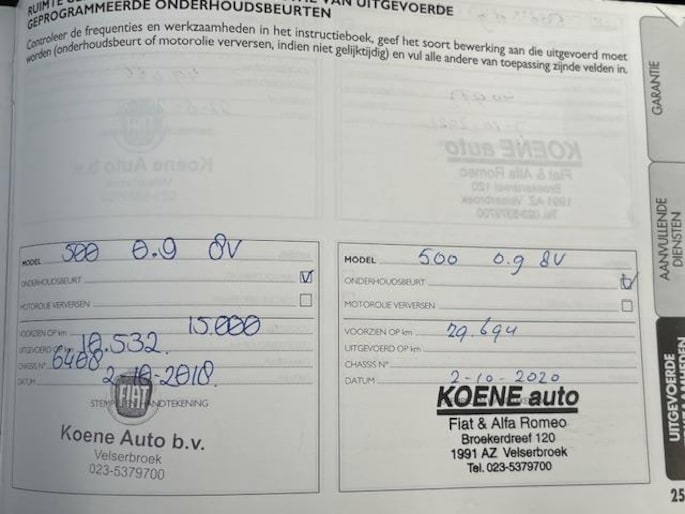 VAN UITGEVOERDE
GEPROGRAMMEERDE ONDERHOUDSBEURTEN
Controleer de frequenties en werkzaamheden in het instructieboek, geef het soort bewerking aan die uitgevoerd moet
worden (onderhoudsbeurt of motorolie verversen, indien niet gelijktijdig) en vul alle andere van toepassing zijnde velden in.
GARANTIE
AANVULLENDE
DIENSTEN
UITGEVOERDE
MODEL 500 0.9 8V
ONDERHOUDSBEURT
MOTOROLIE VERVERSEN
VOORZIEN OP km 15.000
UITGEVOERD OP km 10.532
CHASSIS N° 6408
DATUM 2-10-2018
HANDTEKENING
FIAT
Koene Auto b.v.
Velserbroek
023-5379700
MODEL 500 0.9 8V
ONDERHOUDSBEURT
MOTOROLIE VERVERSEN
VOORZIEN OP km 29.694
UITGEVOERD OP km
CHASSIS N°
DATUM 2-10-2020
KOENE auto
Fiat & Alfa Romeo
Broekerdreef 120
1991 AZ Velserbroek
Tel. 023-5379700
25